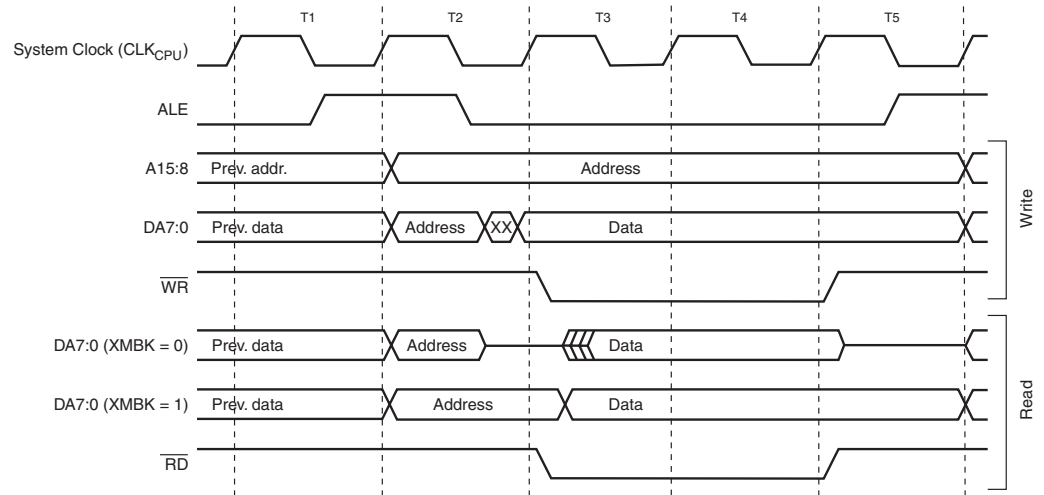 T1 T2 T3 T4 T5
System Clock (CLKCPU)
ALE
A15:8 Prev. addr. Address
DA7:0 Prev. data Address XX Data
WR
Write
DA7:0 (XMBK = 0) Prev. data Address Data
DA7:0 (XMBK = 1) Prev. data Address Data
RD
Read